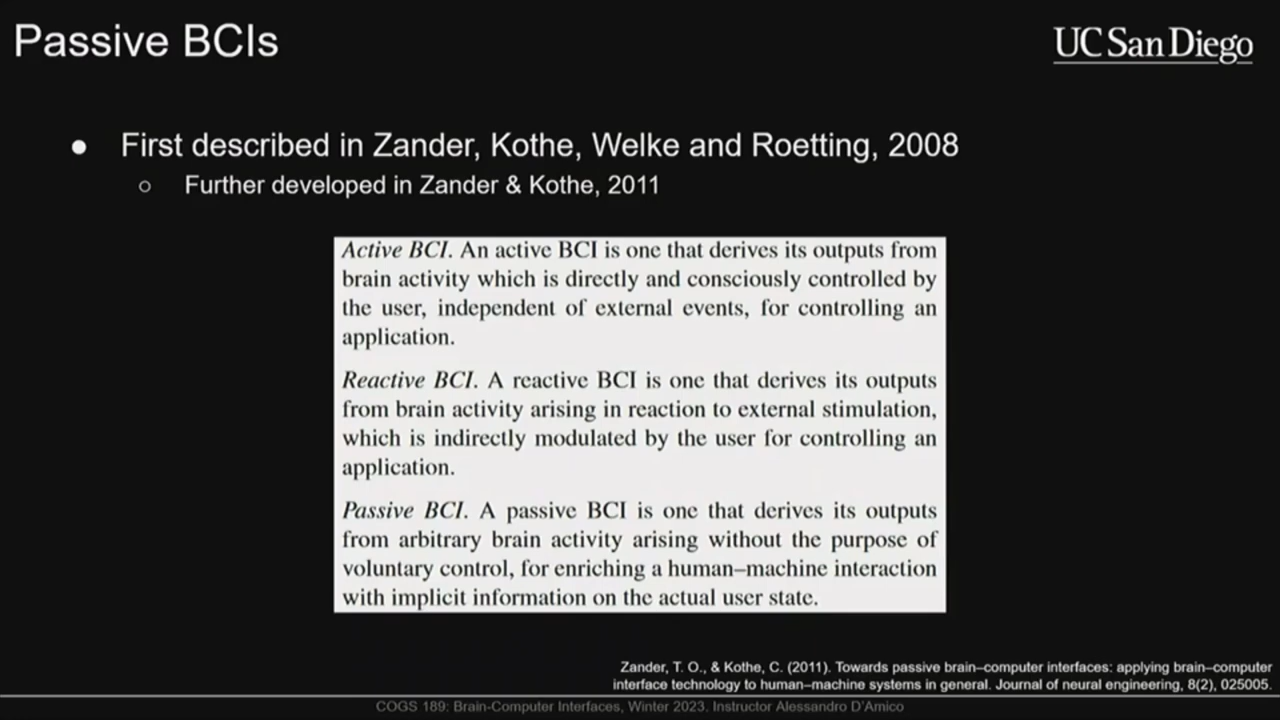 Passive BCIs
UC San Diego
● First described in Zander, Kothe, Welke and Roetting, 2008
○ Further developed in Zander & Kothe, 2011
Active BCI. An active BCI is one that derives its outputs from
brain activity which is directly and consciously controlled by
the user, independent of external events, for controlling an
application.
Reactive BCI. A reactive BCI is one that derives its outputs
from brain activity arising in reaction to external stimulation,
which is indirectly modulated by the user for controlling an
application.
Passive BCI. A passive BCI is one that derives its outputs
from arbitrary brain activity arising without the purpose of
voluntary control, for enriching a human–machine interaction
with implicit information on the actual user state.
Zander, T. O., & Kothe, C. (2011). Towards passive brain–computer interfaces: applying brain–computer
interface technology to human–machine systems in general. Journal of neural engineering, 8(2), 025005.
COGS 189: Brain-Computer Interfaces, Winter 2023. Instructor Alessandro D'Amico